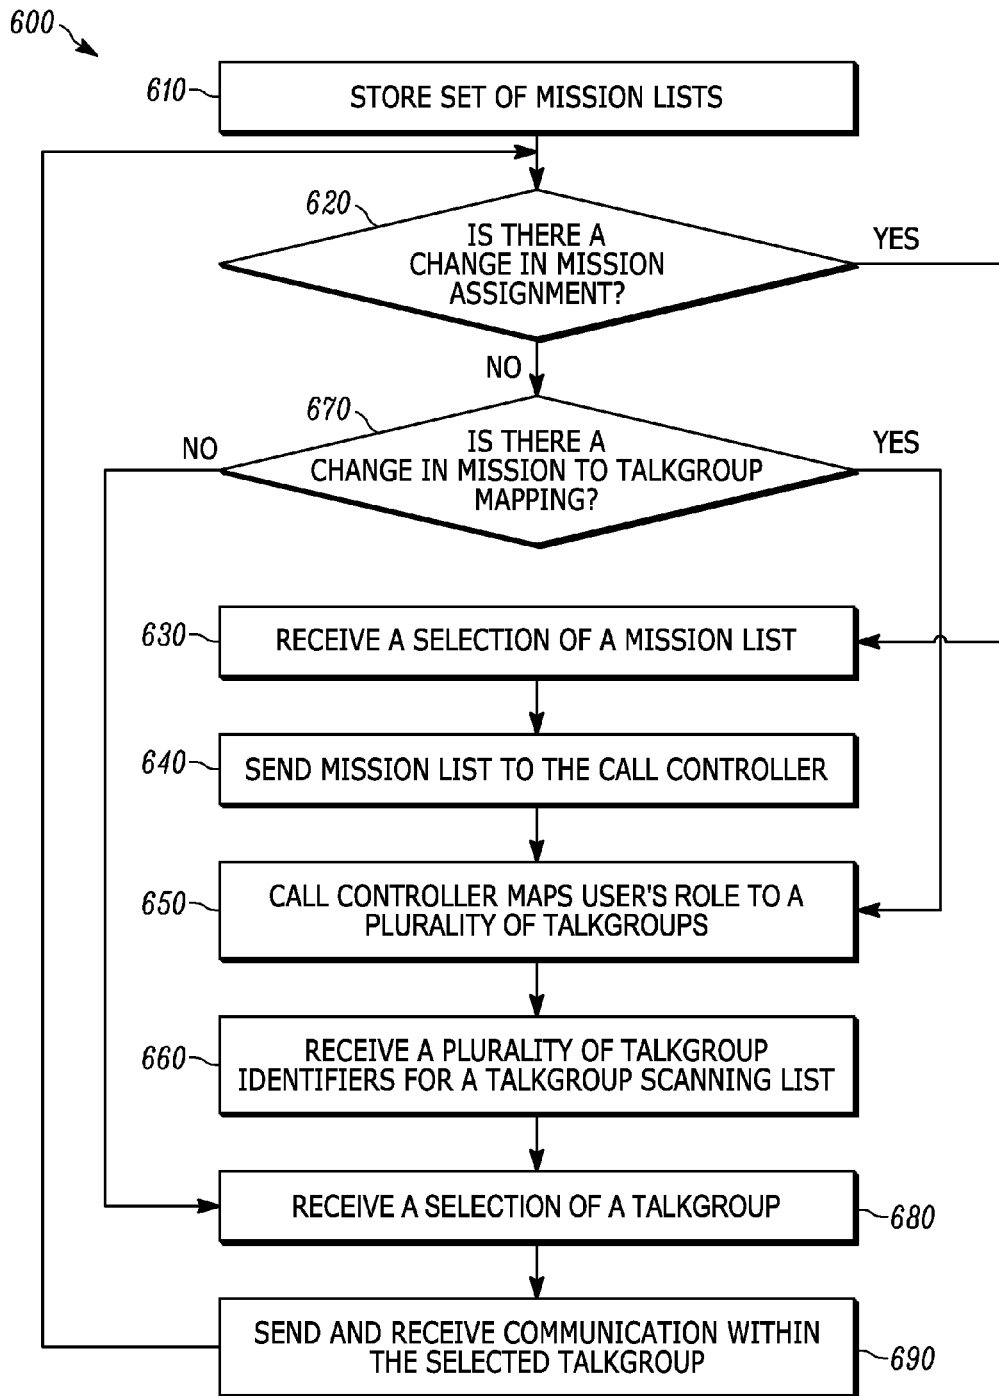 600
610
STORE SET OF MISSION LISTS
620
IS THERE A
CHANGE IN MISSION
ASSIGNMENT?
YES
NO
670
IS THERE A
CHANGE IN MISSION TO TALKGROUP
MAPPING?
NO
YES
630
RECEIVE A SELECTION OF A MISSION LIST
640
SEND MISSION LIST TO THE CALL CONTROLLER
650
CALL CONTROLLER MAPS USER'S ROLE TO A
PLURALITY OF TALKGROUPS
660
RECEIVE A PLURALITY OF TALKGROUP
IDENTIFIERS FOR A TALKGROUP SCANNING LIST
RECEIVE A SELECTION OF A TALKGROUP
680
SEND AND RECEIVE COMMUNICATION WITHIN
THE SELECTED TALKGROUP
690